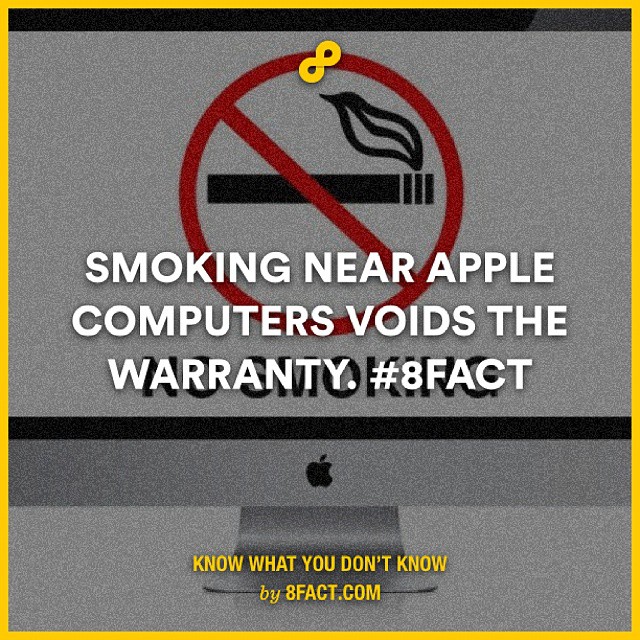 SMOKING NEAR APPLE
COMPUTERS VOIDS THE
WARRANTY. #8FACT
NO SMOKING
KNOW WHAT YOU DON'T KNOW
by 8FACT.COM